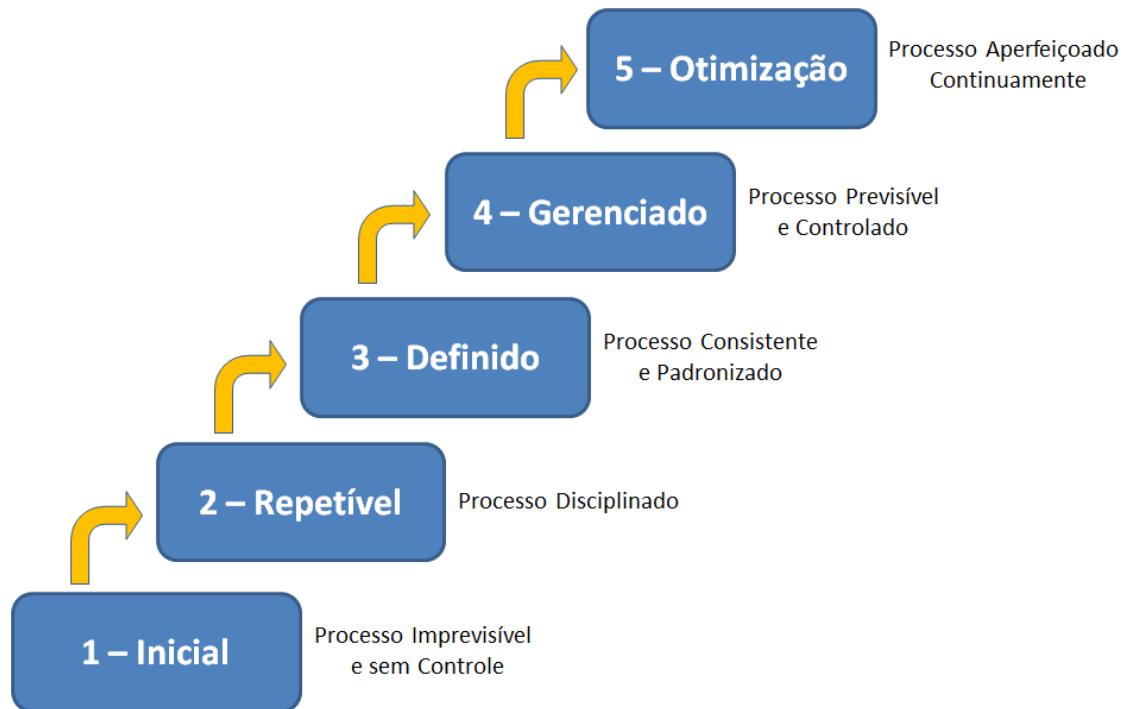 5 – Otimização
Processo Aperfeiçoado
Continuamente
4 – Gerenciado
Processo Previsível
e Controlado
3 – Definido
Processo Consistente
e Padronizado
2 – Repetível
Processo Disciplinado
1 – Inicial
Processo Imprevisível
e sem Controle